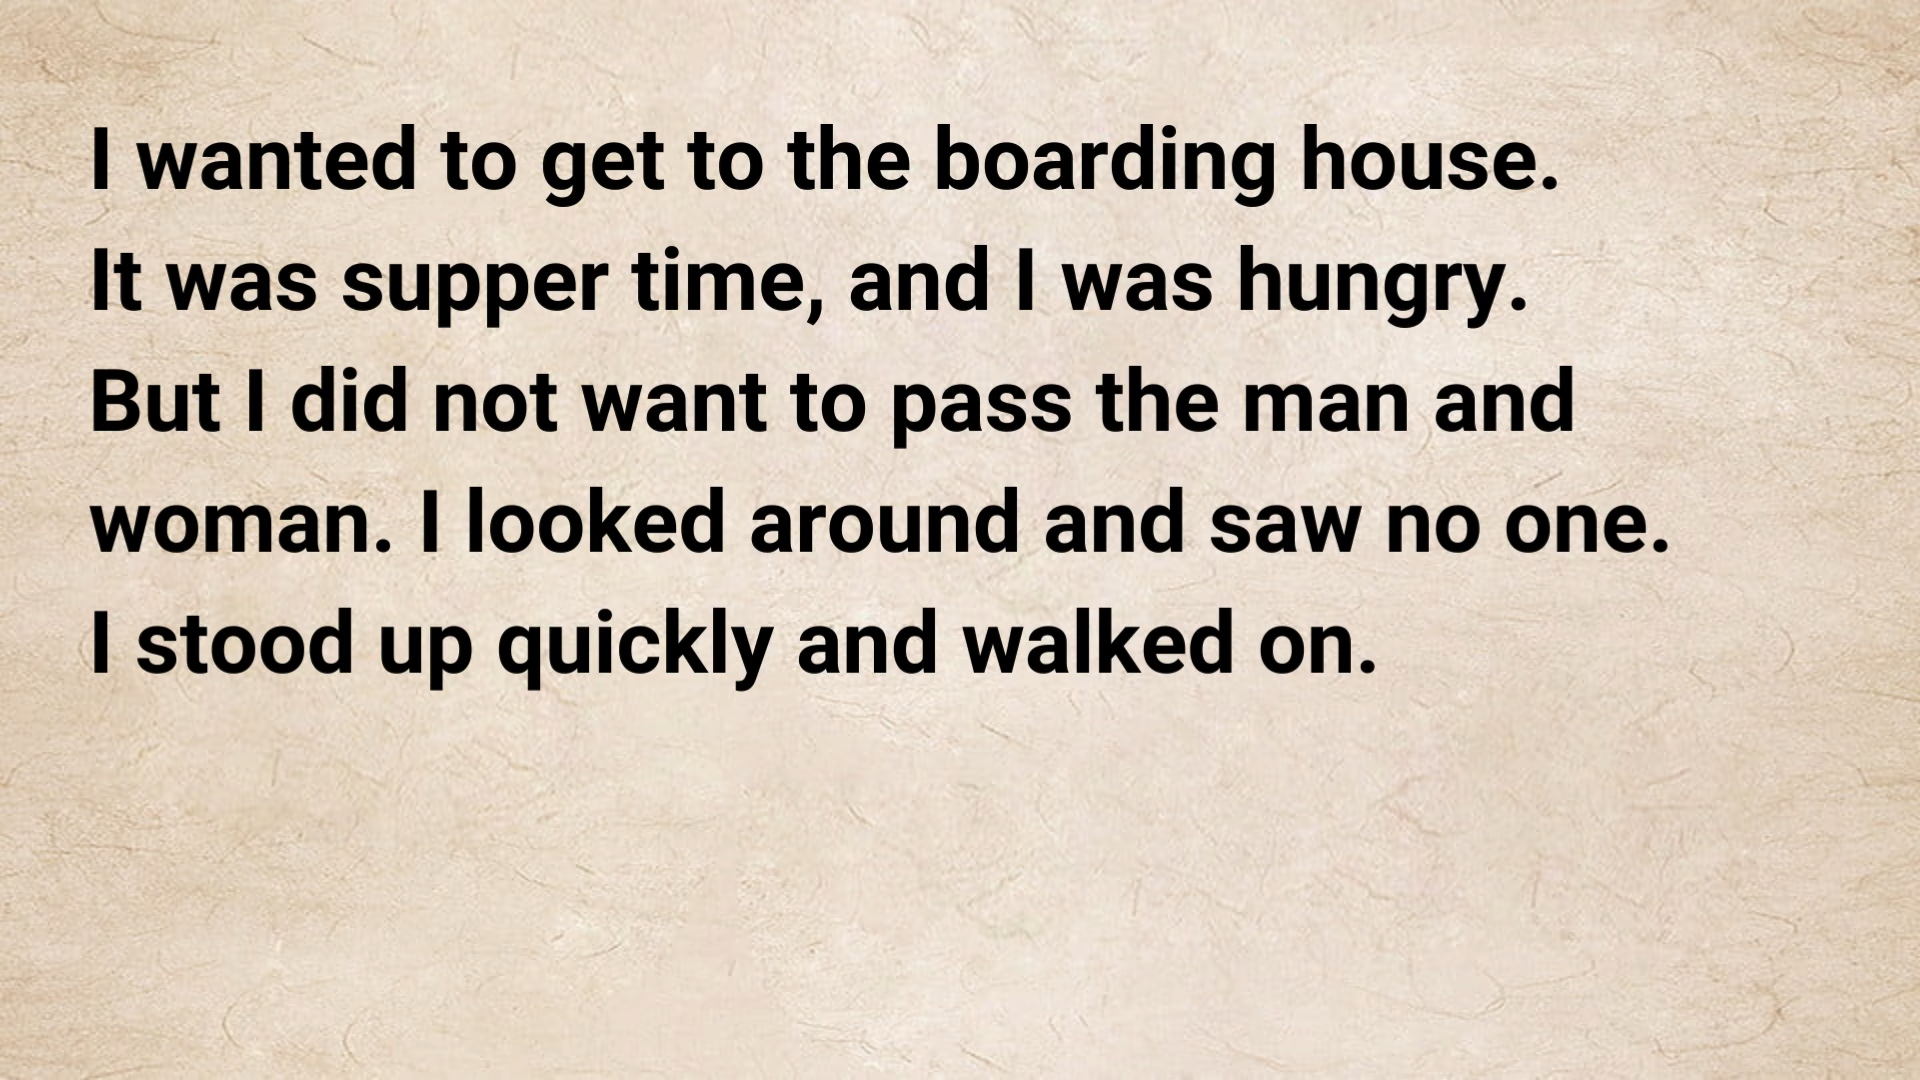 I wanted to get to the boarding house.
It was supper time, and I was hungry.
But I did not want to pass the man and
woman. I looked around and saw no one.
I stood up quickly and walked on.